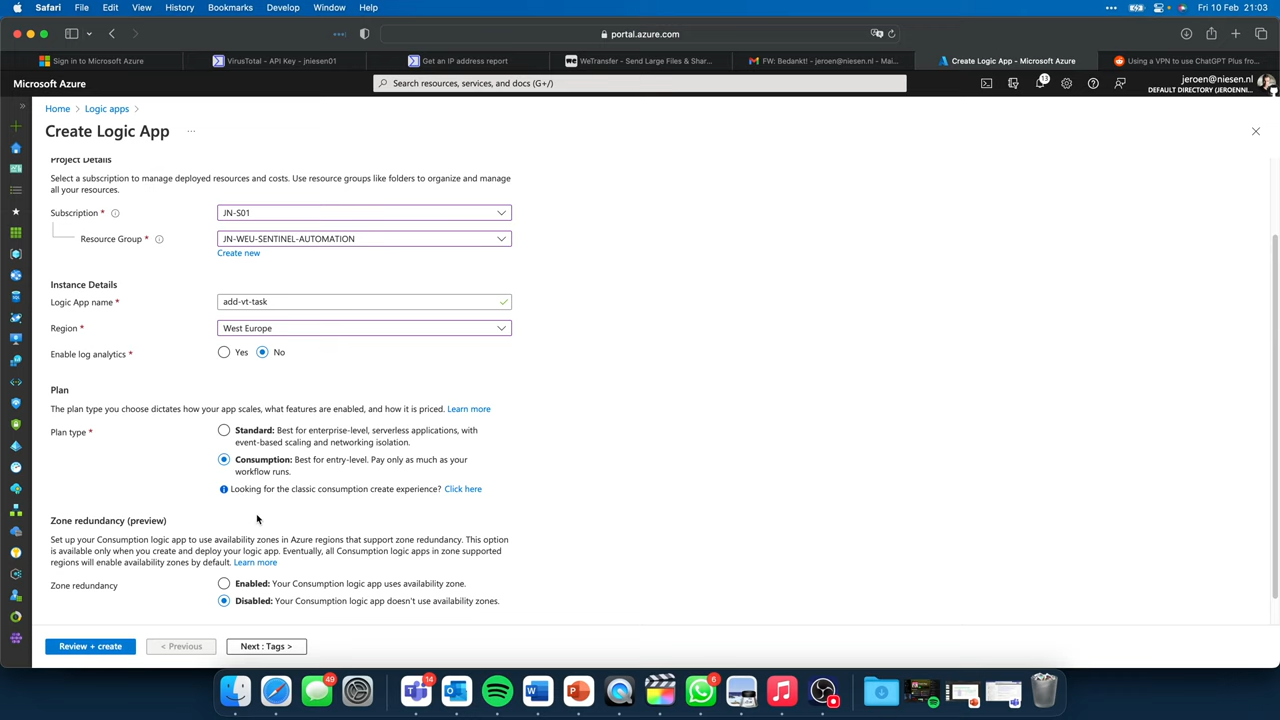 Safari File Edit View History Bookmarks Develop Window Help
Fri 10 Feb 21:03
portal.azure.com
Sign in to Microsoft Azure
VirusTotal - API Key - jniesen01
Get an IP address report
WeTransfer - Send Large Files & Shar...
FW: Bedankt! - jeroen@niesen.nl - Mai...
Create Logic App - Microsoft Azure
Using a VPN to use ChatGPT Plus fro...
Microsoft Azure
Search resources, services, and docs (G+/)
13
jeroen@niesen.nl
DEFAULT DIRECTORY (JEROENNI...
Home > Logic apps >
Create Logic App ...
Project Details
Select a subscription to manage deployed resources and costs. Use resource groups like folders to organize and manage
all your resources.
Subscription *
JN-S01
Resource Group *
JN-WEU-SENTINEL-AUTOMATION
Create new
Instance Details
Logic App name *
add-vt-task
Region *
West Europe
Enable log analytics *
Yes No
Plan
The plan type you choose dictates how your app scales, what features are enabled, and how it is priced. Learn more
Plan type *
Standard: Best for enterprise-level, serverless applications, with
event-based scaling and networking isolation.
Consumption: Best for entry-level. Pay only as much as your
workflow runs.
Looking for the classic consumption create experience? Click here
Zone redundancy (preview)
Set up your Consumption logic app to use availability zones in Azure regions that support zone redundancy. This option
is available only when you create and deploy your logic app. Eventually, all Consumption logic apps in zone supported
regions will enable availability zones by default. Learn more
Zone redundancy
Enabled: Your Consumption logic app uses availability zone.
Disabled: Your Consumption logic app doesn't use availability zones.
Review + create
< Previous
Next : Tags >
49
14
6